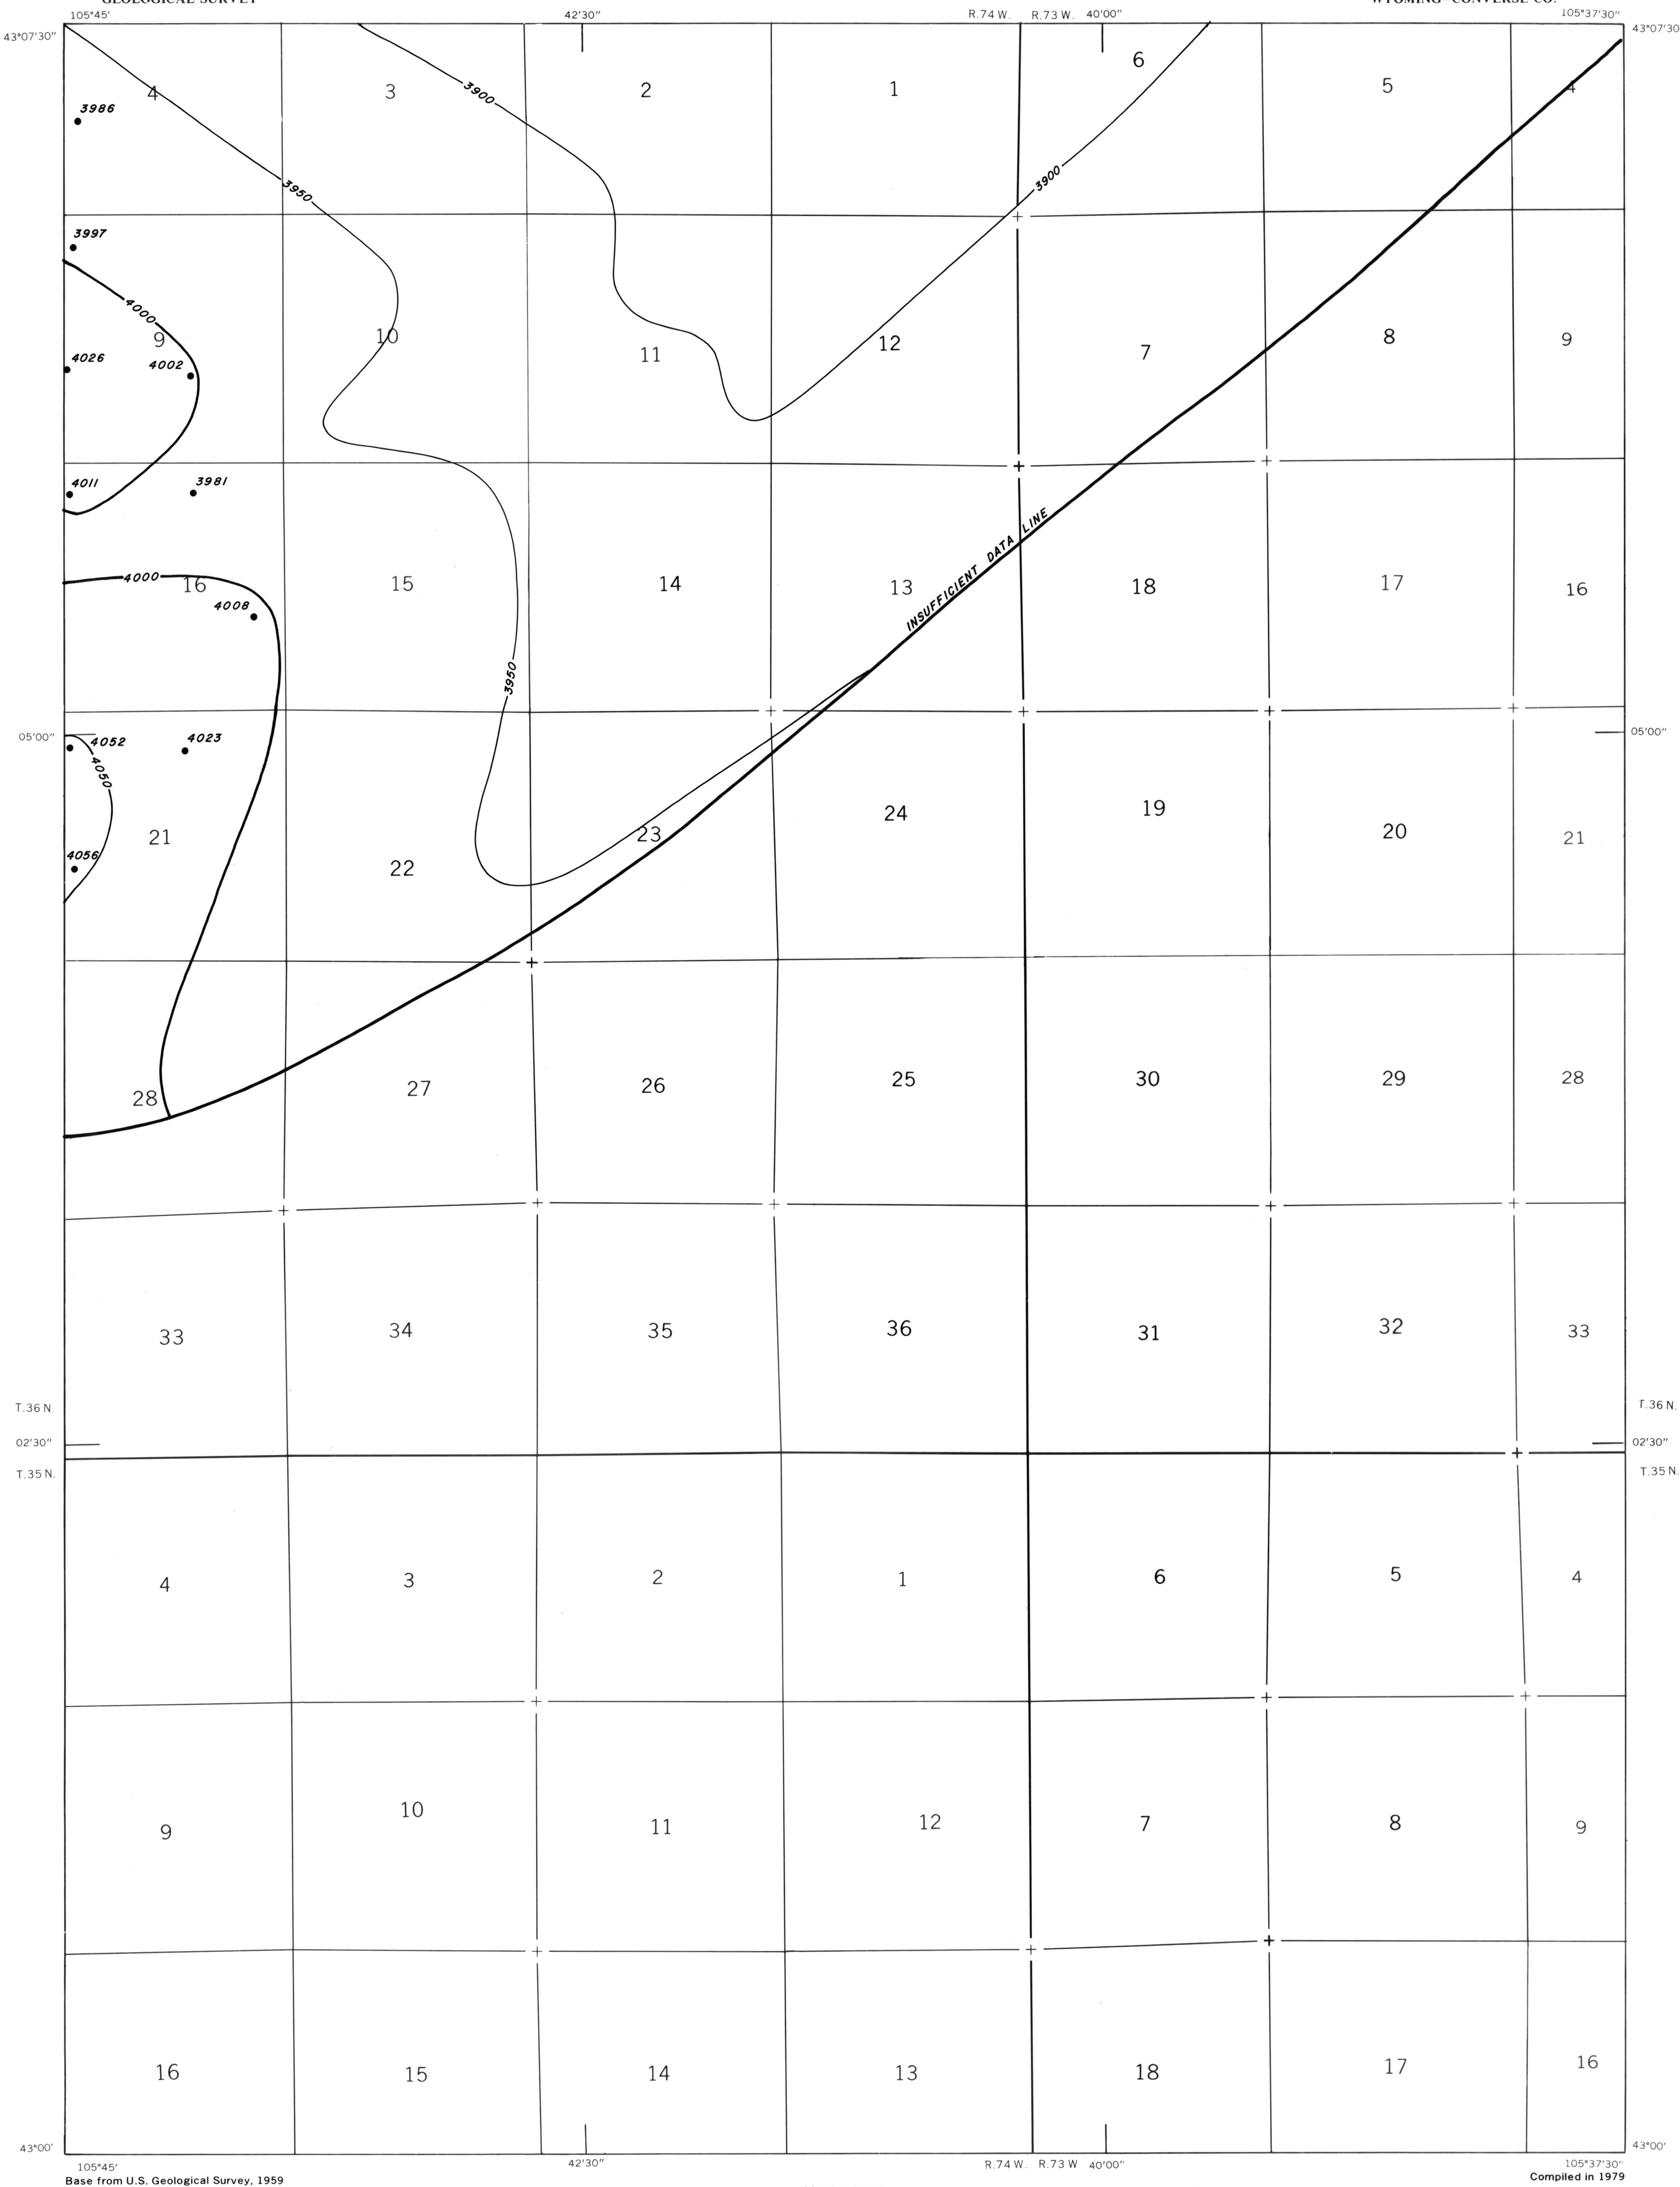 GEOLOGICAL SURVEY
WYOMING-CONVERSE CO.
105°45' 42'30" R.74 W. R.73 W. 40'00" 105°37'30"
43°07'30" 43°07'30
6
4 3 2 1 5 4
3900
3986
3950 3900
3997
4000
9 10 11 12 7 8 9
4026 4002
4011 3981
INSUFFICIENT DATA LINE
4000
16 15 14 13 18 17 16
4008
3950
05'00" 05'00"
4052 4023
4050
21 22 23 24 19 20 21
4056
28 27 26 25 30 29 28
33 34 35 36 31 32 33
T.36 N T.36 N.
02'30" 02'30"
T.35 N. T.35 N.
4 3 2 1 6 5 4
9 10 11 12 7 8 9
16 15 14 13 18 17 16
43°00' 43°00'
105°45' 42'30" R.74 W. R.73 W 40'00" 105°37'30"
Base from U.S. Geological Survey, 1959
Compiled in 1979